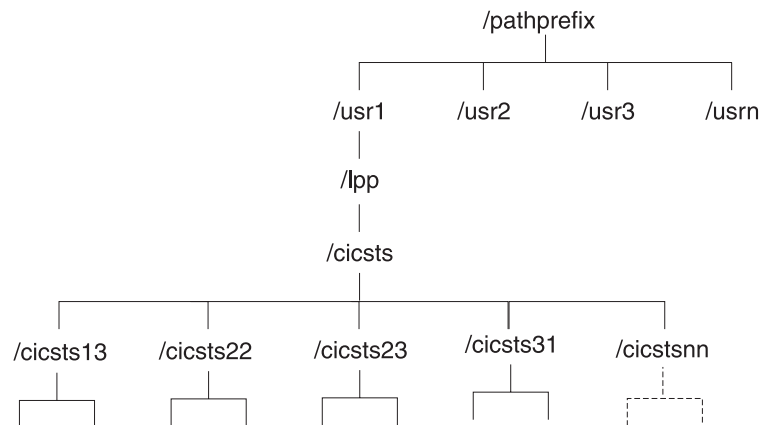 /pathprefix
/usr1 /usr2 /usr3 /usrn
/lpp
/cicsts
/cicsts13 /cicsts22 /cicsts23 /cicsts31 /cicstsnn